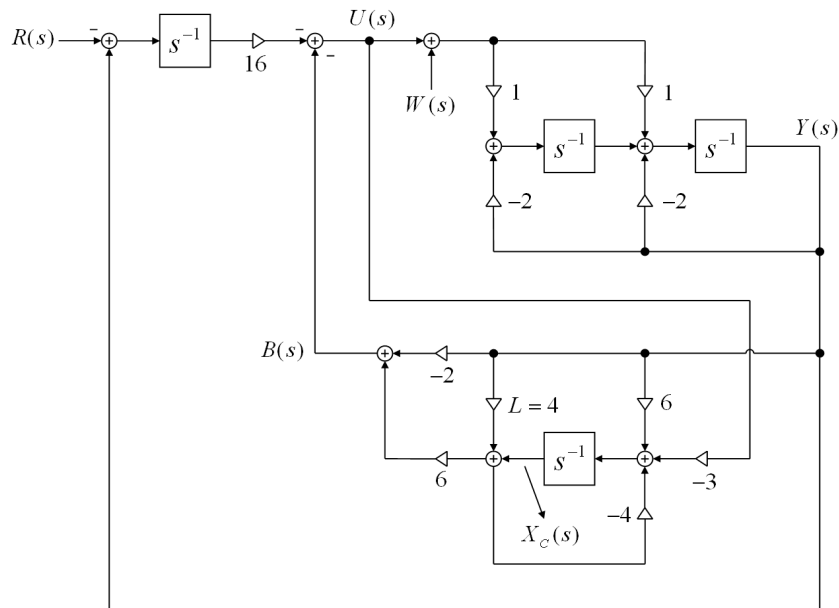 U(s)
R(s) - + s⁻¹ 16 - + - +
W(s)
1 1
Y(s)
+ s⁻¹ + s⁻¹
−2 −2
B(s) + −2
L = 4 6
6 + s⁻¹ + −3
X_C(s) −4